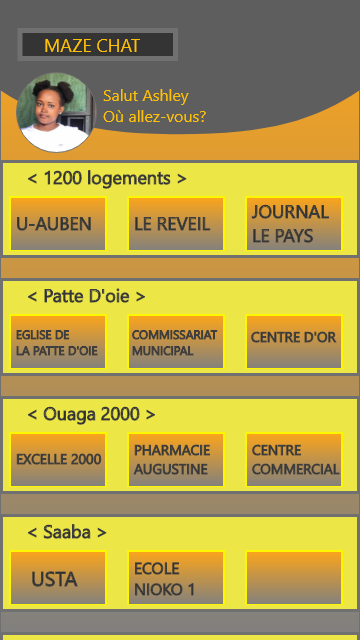 MAZE CHAT
Salut Ashley
Où allez-vous?
< 1200 logements >
U-AUBEN
LE REVEIL
JOURNAL
LE PAYS
< Patte D'oie >
EGLISE DE
LA PATTE D'OIE
COMMISSARIAT
MUNICIPAL
CENTRE D'OR
< Ouaga 2000 >
EXCELLE 2000
PHARMACIE
AUGUSTINE
CENTRE
COMMERCIAL
< Saaba >
USTA
ECOLE
NIOKO 1